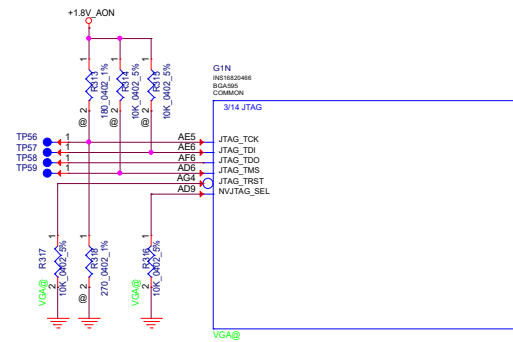 +1.8V_AON
1
1
1
R313
180_0402_1%
R314
10K_0402_5%
R315
10K_0402_5%
@ 2
@ 2
@ 2
G1N
INS16820466
BGA595
COMMON
3/14 JTAG
TP56 1 AE5 JTAG_TCK
TP57 1 AE6 JTAG_TDI
TP58 1 AF6 JTAG_TDO
TP59 1 AD6 JTAG_TMS
AG4 JTAG_TRST
AD9 NVJTAG_SEL
1
1
1
R317
10K_0402_5%
R318
270_0402_1%
R316
10K_0402_5%
VGA@ 2
@ 2
VGA@ 2
VGA@